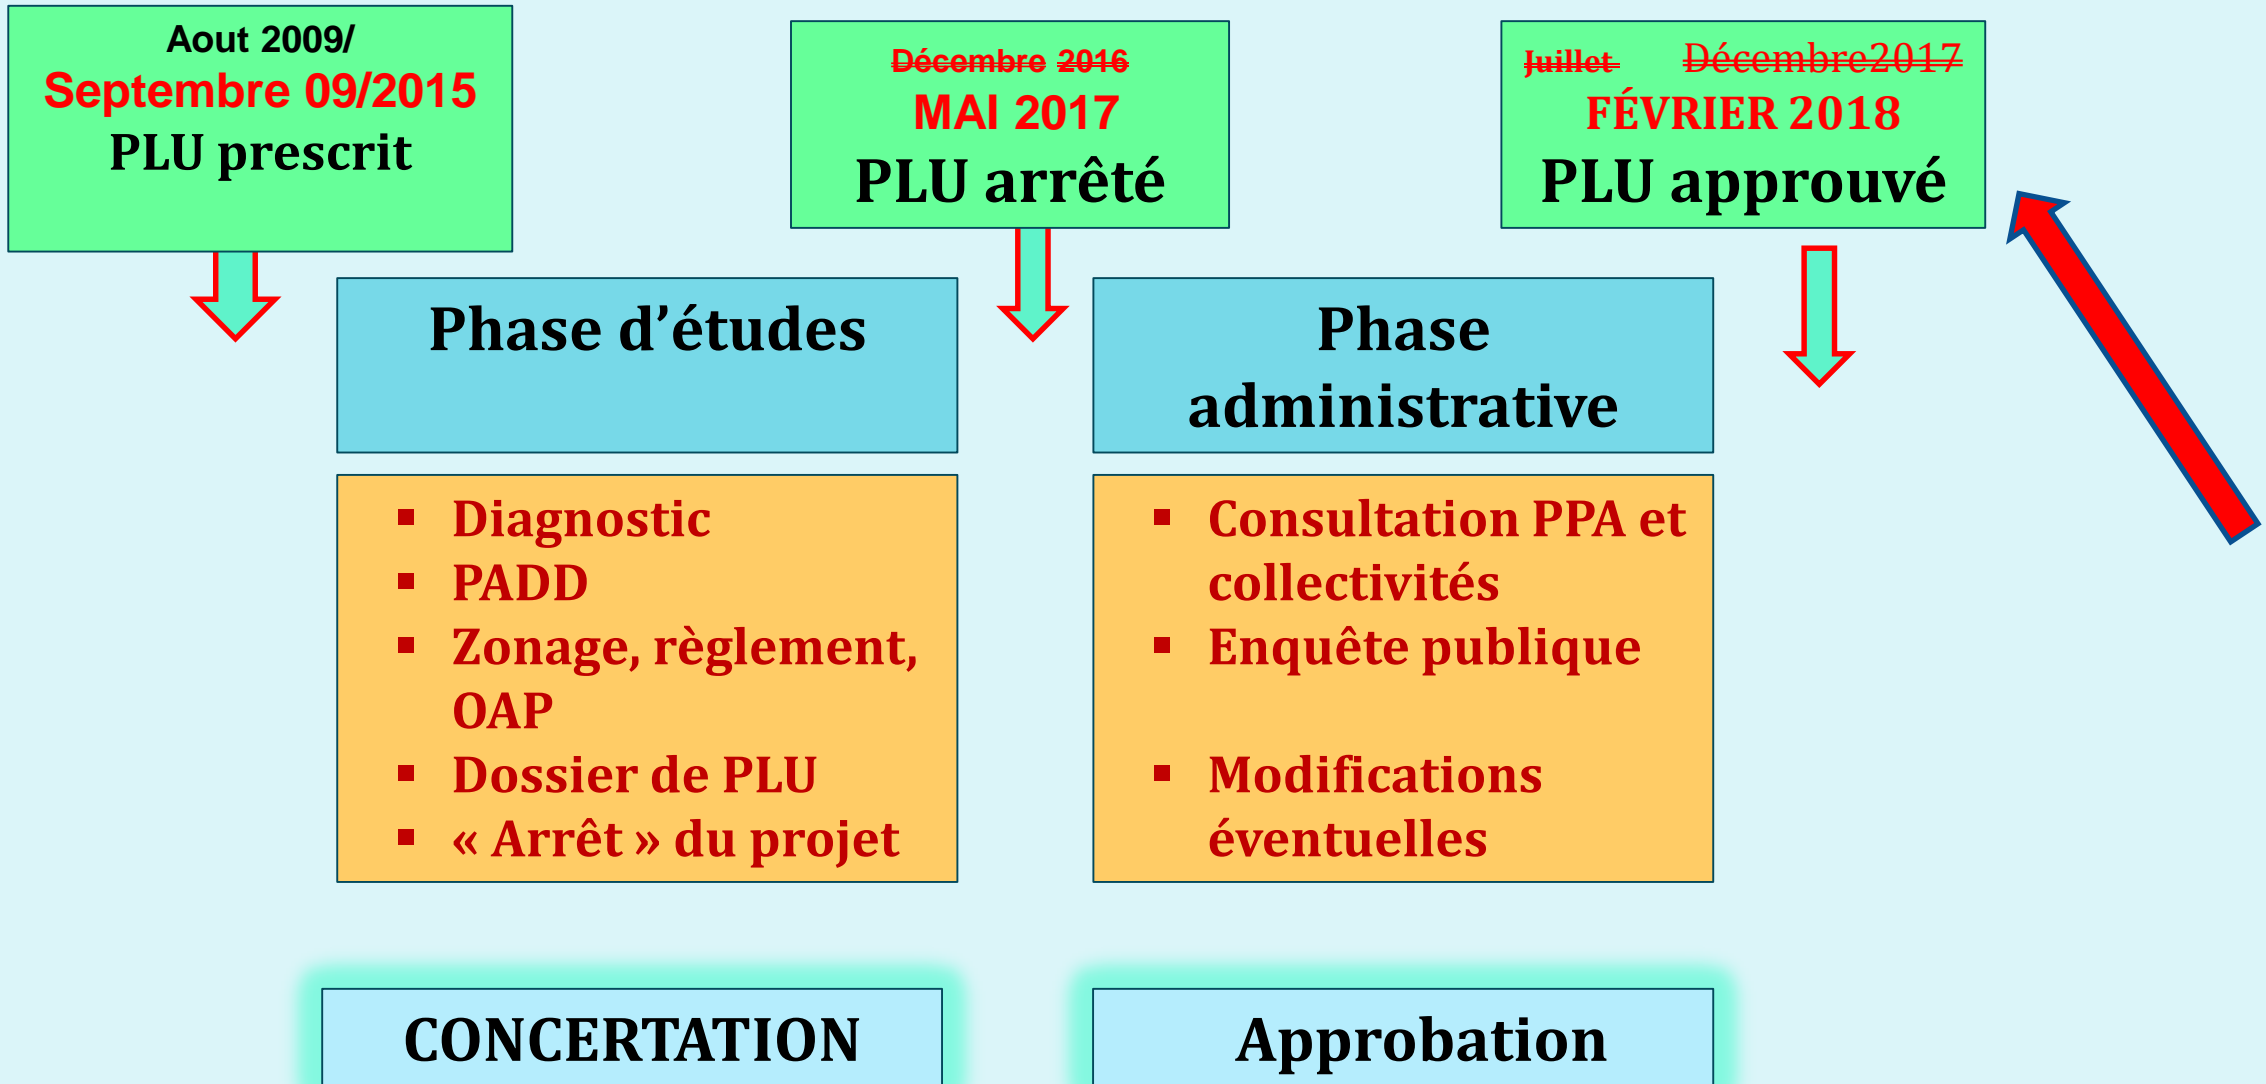 Aout 2009/
Septembre 09/2015
PLU prescrit
Décembre 2016
MAI 2017
PLU arrêté
Juillet Décembre2017
FÉVRIER 2018
PLU approuvé
Phase d’études
Phase
administrative
▪ Diagnostic
▪ PADD
▪ Zonage, règlement,
OAP
▪ Dossier de PLU
▪ « Arrêt » du projet
▪ Consultation PPA et
collectivités
▪ Enquête publique
▪ Modifications
éventuelles
CONCERTATION
Approbation